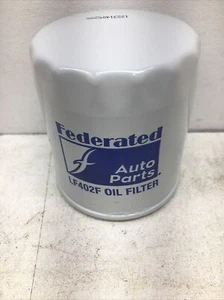 Federated
Auto
Parts
LF402F OIL FILTER